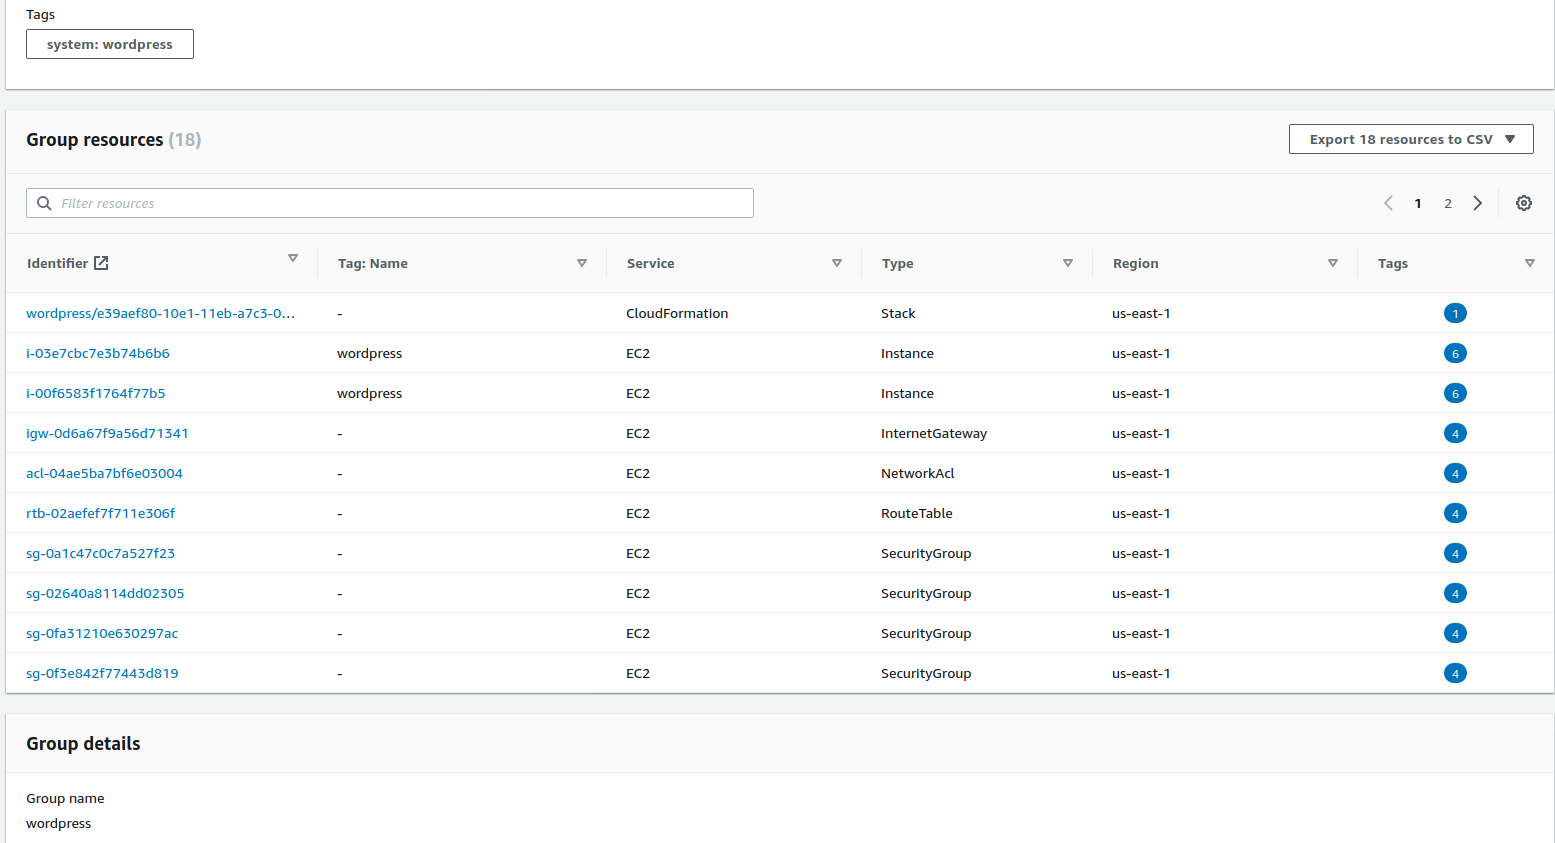 Tags
system: wordpress
Group resources (18)
Export 18 resources to CSV
Filter resources
1 2
Identifier Tag: Name Service Type Region Tags
wordpress/e39aef80-10e1-11eb-a7c3-0... - CloudFormation Stack us-east-1 1
i-03e7cbc7e3b74b6b6 wordpress EC2 Instance us-east-1 6
i-00f6583f1764f77b5 wordpress EC2 Instance us-east-1 6
igw-0d6a67f9a56d71341 - EC2 InternetGateway us-east-1 4
acl-04ae5ba7bf6e03004 - EC2 NetworkAcl us-east-1 4
rtb-02aefef7f711e306f - EC2 RouteTable us-east-1 4
sg-0a1c47c0c7a527f23 - EC2 SecurityGroup us-east-1 4
sg-02640a8114dd02305 - EC2 SecurityGroup us-east-1 4
sg-0fa31210e630297ac - EC2 SecurityGroup us-east-1 4
sg-0f3e842f77443d819 - EC2 SecurityGroup us-east-1 4
Group details
Group name
wordpress